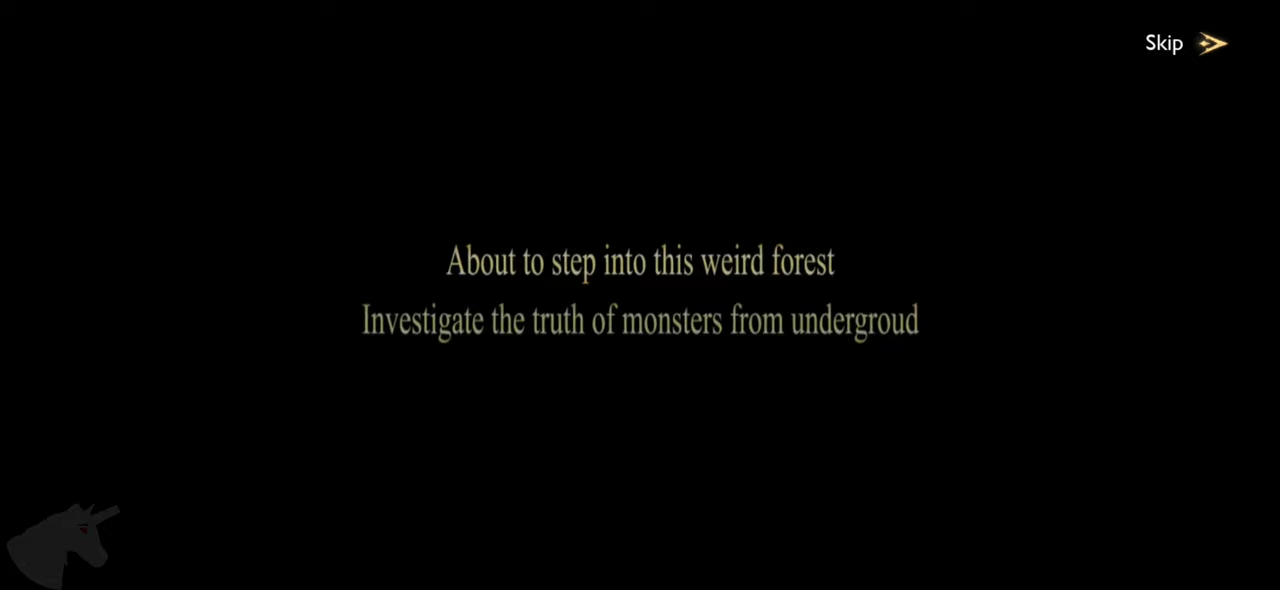 Skip
About to step into this weird forest
Investigate the truth of monsters from undergroud